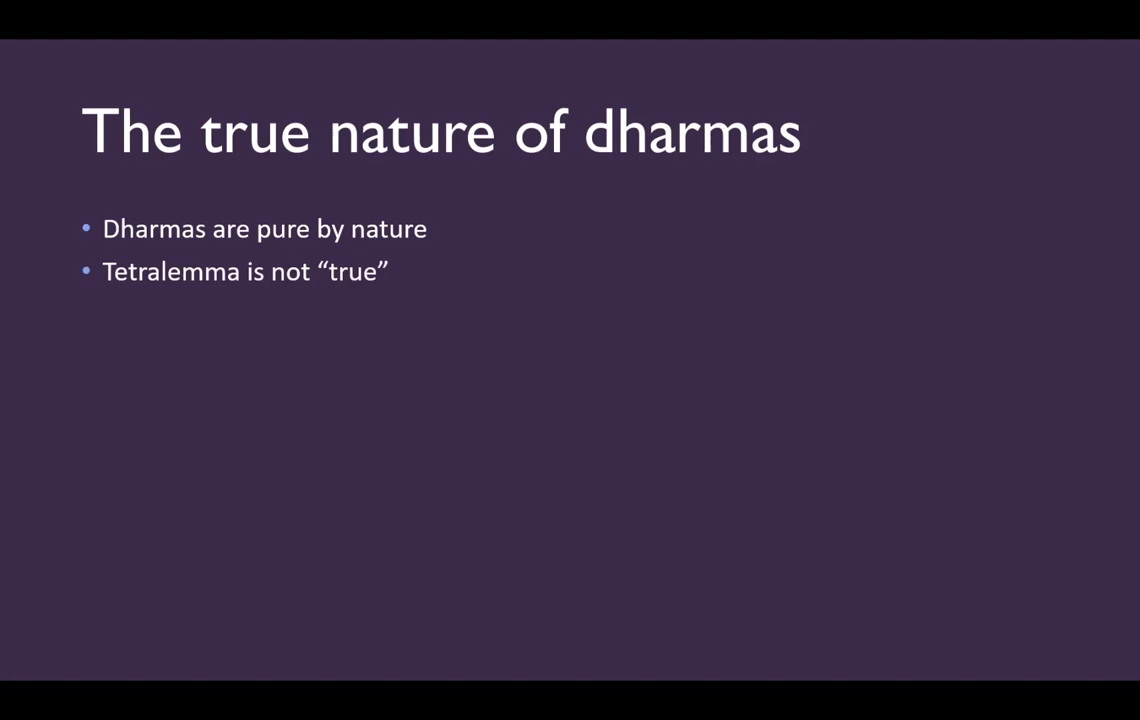 The true nature of dharmas
• Dharmas are pure by nature
• Tetralemma is not “true”